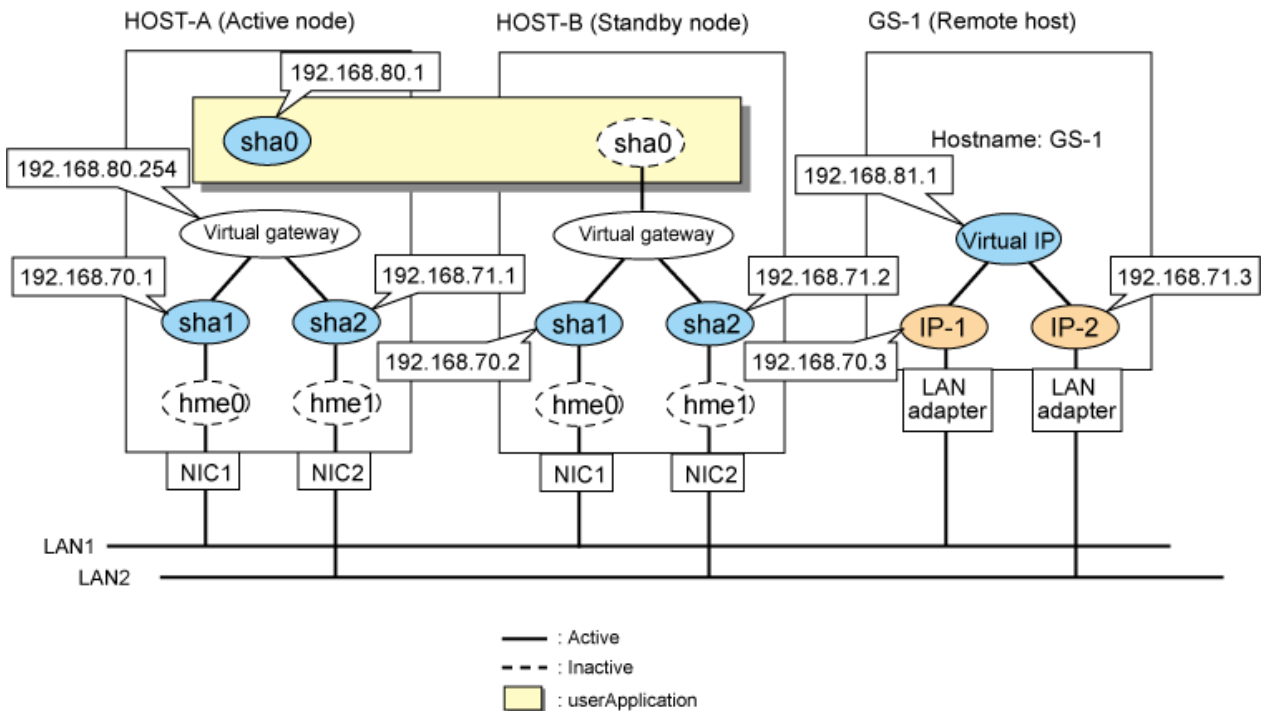 HOST-A (Active node)
HOST-B (Standby node)
GS-1 (Remote host)
192.168.80.1
sha0
sha0
Hostname: GS-1
192.168.80.254
192.168.81.1
Virtual gateway
Virtual gateway
Virtual IP
192.168.70.1
192.168.71.1
192.168.71.2
192.168.71.3
sha1
sha2
sha1
sha2
IP-1
IP-2
192.168.70.2
192.168.70.3
hme0
hme1
hme0
hme1
LAN
adapter
LAN
adapter
NIC1
NIC2
NIC1
NIC2
LAN1
LAN2
: Active
: Inactive
: userApplication